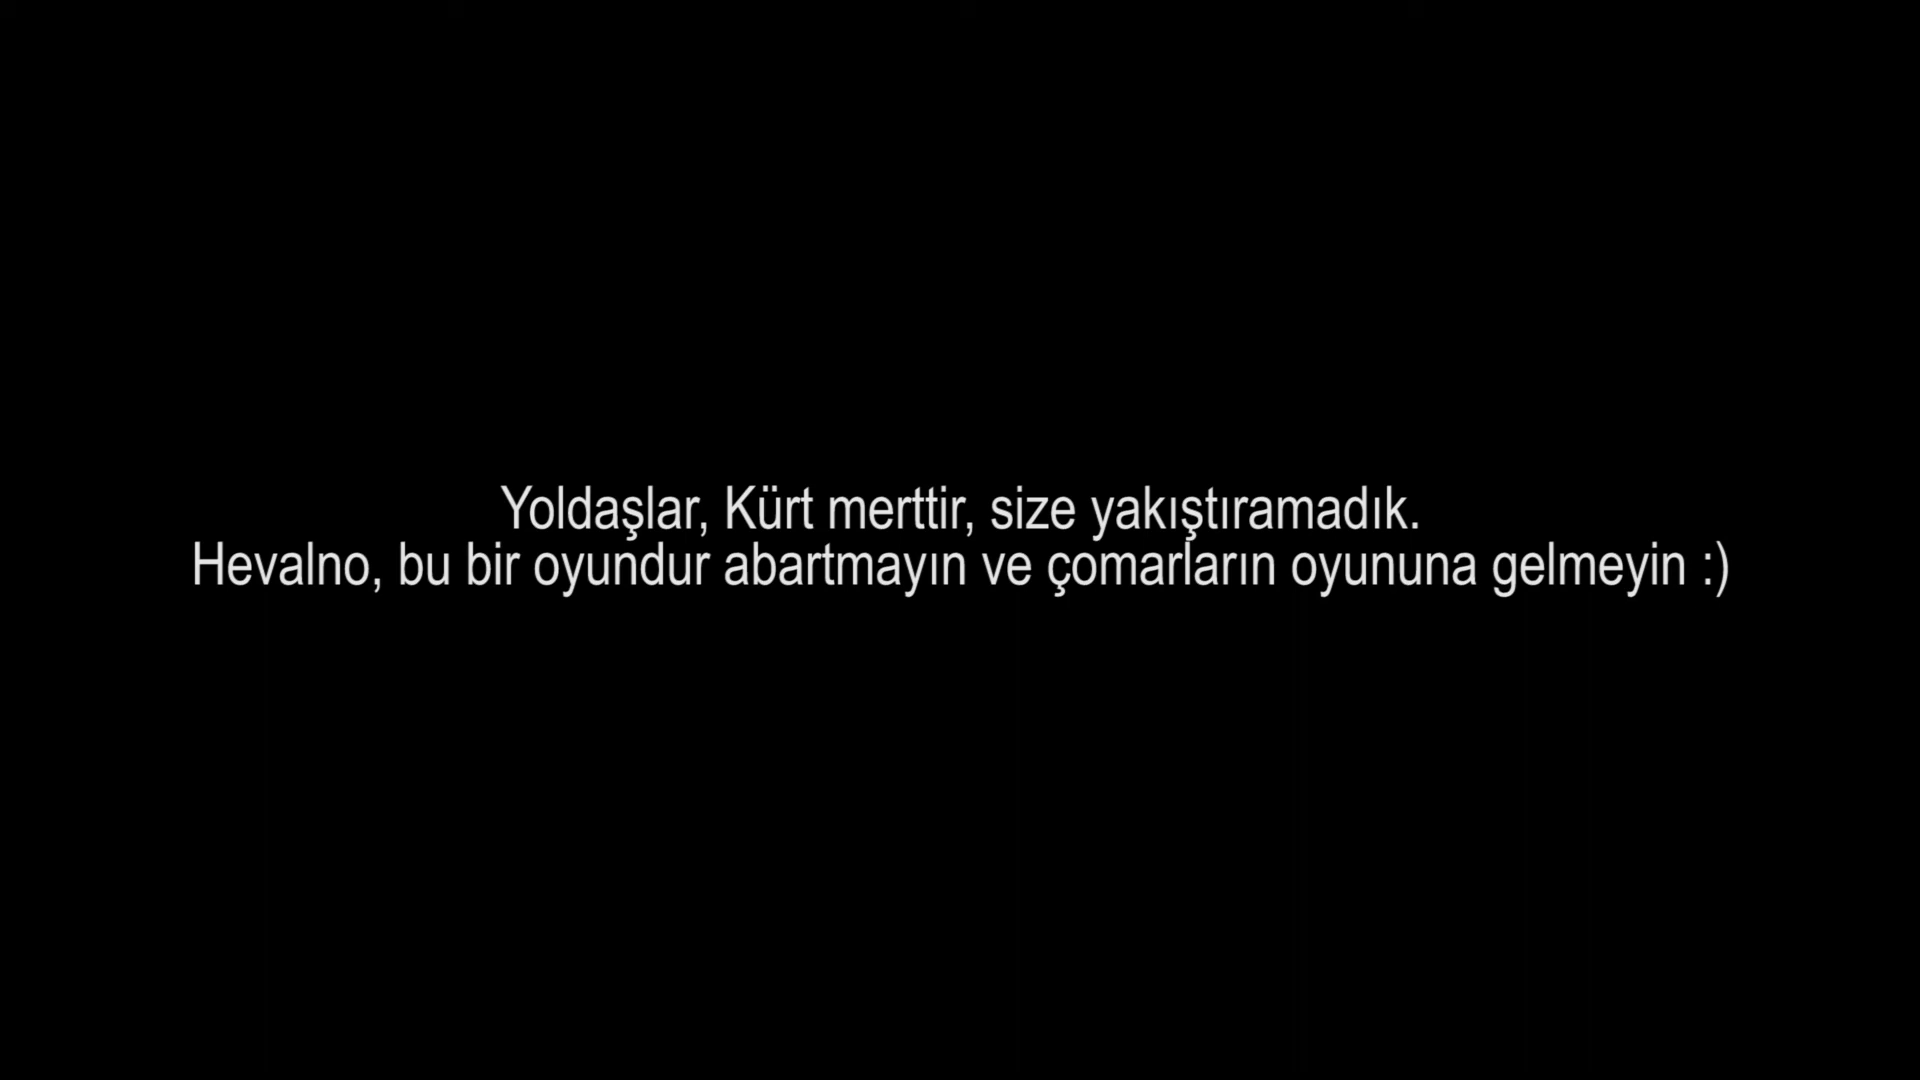 Yoldaşlar, Kürt merttir, size yakıştıramadık.
Hevalno, bu bir oyundur abartmayın ve çomarların oyununa gelmeyin :)